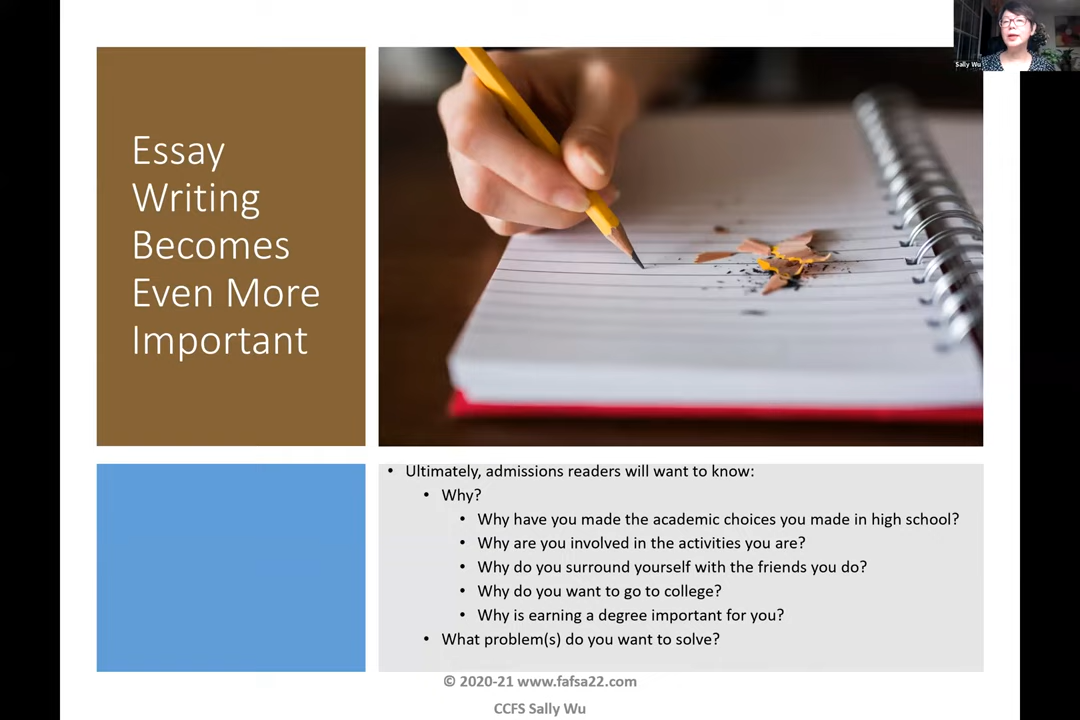 Sally Wu
Essay
Writing
Becomes
Even More
Important
• Ultimately, admissions readers will want to know:
• Why?
• Why have you made the academic choices you made in high school?
• Why are you involved in the activities you are?
• Why do you surround yourself with the friends you do?
• Why do you want to go to college?
• Why is earning a degree important for you?
• What problem(s) do you want to solve?
© 2020-21 www.fafsa22.com
CCFS Sally Wu